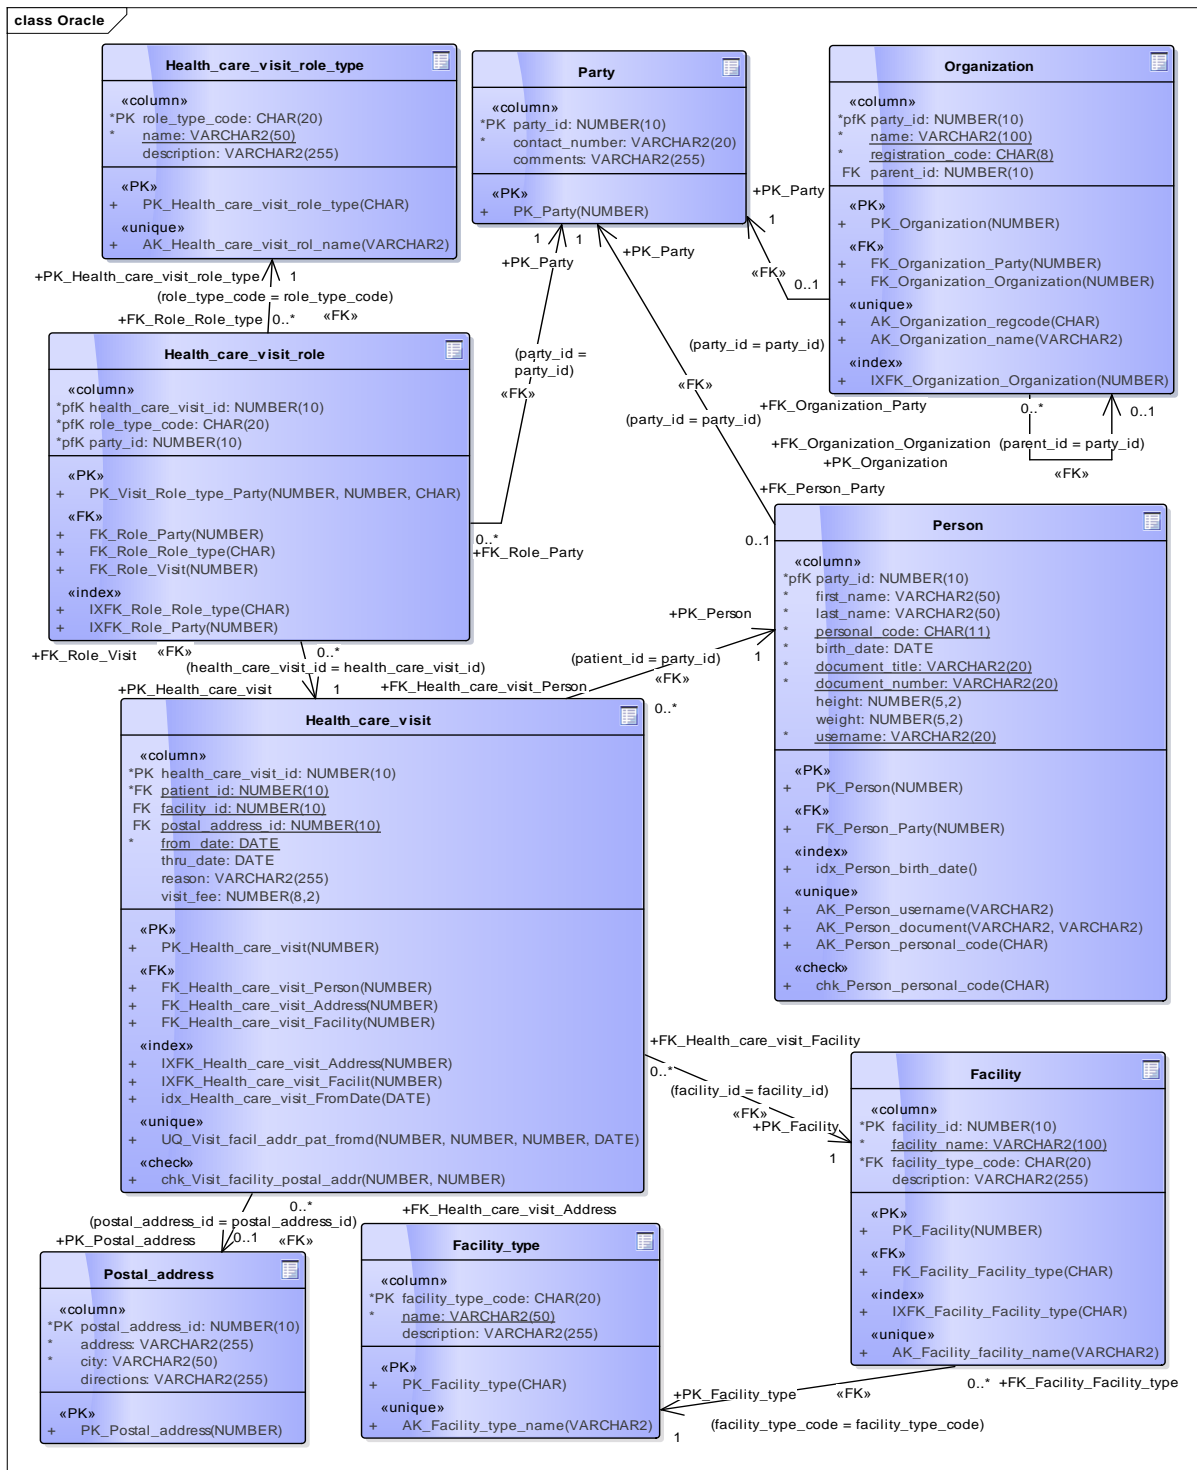 class Oracle
Health_care_visit_role_type
«column»
*PK role_type_code: CHAR(20)
* name: VARCHAR2(50)
description: VARCHAR2(255)
«PK»
+ PK_Health_care_visit_role_type(CHAR)
«unique»
+ AK_Health_care_visit_rol_name(VARCHAR2)
Party
«column»
*PK party_id: NUMBER(10)
* contact_number: VARCHAR2(20)
comments: VARCHAR2(255)
«PK»
+ PK_Party(NUMBER)
Organization
«column»
*pfK party_id: NUMBER(10)
* name: VARCHAR2(100)
* registration_code: CHAR(8)
FK parent_id: NUMBER(10)
«PK»
+ PK_Organization(NUMBER)
«FK»
+ FK_Organization_Party(NUMBER)
+ FK_Organization_Organization(NUMBER)
«unique»
+ AK_Organization_regcode(CHAR)
+ AK_Organization_name(VARCHAR2)
«index»
+ IXFK_Organization_Organization(NUMBER)
+PK_Party
1
«FK»
0..1
(party_id = party_id)
+FK_Organization_Party
0..*
0..1
+FK_Organization_Organization
(parent_id = party_id)
+PK_Organization
«FK»
+PK_Health_care_visit_role_type
1
(role_type_code = role_type_code)
+FK_Role_Role_type
0..*
«FK»
1
+PK_Party
(party_id =
party_id)
«FK»
0..*
+FK_Role_Party
1
+PK_Party
«FK»
(party_id = party_id)
+FK_Person_Party
0..1
Health_care_visit_role
«column»
*pfK health_care_visit_id: NUMBER(10)
*pfK role_type_code: CHAR(20)
*pfK party_id: NUMBER(10)
«PK»
+ PK_Visit_Role_type_Party(NUMBER, NUMBER, CHAR)
«FK»
+ FK_Role_Party(NUMBER)
+ FK_Role_Role_type(CHAR)
+ FK_Role_Visit(NUMBER)
«index»
+ IXFK_Role_Role_type(CHAR)
+ IXFK_Role_Party(NUMBER)
+FK_Role_Visit
«FK»
0..*
(health_care_visit_id = health_care_visit_id)
+PK_Health_care_visit
1
+PK_Person
1
(patient_id = party_id)
«FK»
+FK_Health_care_visit_Person
0..*
Person
«column»
*pfK party_id: NUMBER(10)
* first_name: VARCHAR2(50)
* last_name: VARCHAR2(50)
* personal_code: CHAR(11)
* birth_date: DATE
* document_title: VARCHAR2(20)
* document_number: VARCHAR2(20)
height: NUMBER(5,2)
weight: NUMBER(5,2)
* username: VARCHAR2(20)
«PK»
+ PK_Person(NUMBER)
«FK»
+ FK_Person_Party(NUMBER)
«index»
+ idx_Person_birth_date()
«unique»
+ AK_Person_username(VARCHAR2)
+ AK_Person_document(VARCHAR2, VARCHAR2)
+ AK_Person_personal_code(CHAR)
«check»
+ chk_Person_personal_code(CHAR)
Health_care_visit
«column»
*PK health_care_visit_id: NUMBER(10)
*FK patient_id: NUMBER(10)
FK facility_id: NUMBER(10)
FK postal_address_id: NUMBER(10)
* from_date: DATE
thru_date: DATE
reason: VARCHAR2(255)
visit_fee: NUMBER(8,2)
«PK»
+ PK_Health_care_visit(NUMBER)
«FK»
+ FK_Health_care_visit_Person(NUMBER)
+ FK_Health_care_visit_Address(NUMBER)
+ FK_Health_care_visit_Facility(NUMBER)
«index»
+ IXFK_Health_care_visit_Address(NUMBER)
+ IXFK_Health_care_visit_Facilit(NUMBER)
+ idx_Health_care_visit_FromDate(DATE)
«unique»
+ UQ_Visit_facil_addr_pat_fromd(NUMBER, NUMBER, NUMBER, DATE)
«check»
+ chk_Visit_facility_postal_addr(NUMBER, NUMBER)
+FK_Health_care_visit_Facility
0..*
(facility_id = facility_id)
«FK»
+PK_Facility
1
Facility
«column»
*PK facility_id: NUMBER(10)
* facility_name: VARCHAR2(100)
*FK facility_type_code: CHAR(20)
description: VARCHAR2(255)
«PK»
+ PK_Facility(NUMBER)
«FK»
+ FK_Facility_Facility_type(CHAR)
«index»
+ IXFK_Facility_Facility_type(CHAR)
«unique»
+ AK_Facility_facility_name(VARCHAR2)
0..*
+FK_Health_care_visit_Address
(postal_address_id = postal_address_id)
+PK_Postal_address
0..1
«FK»
Postal_address
«column»
*PK postal_address_id: NUMBER(10)
* address: VARCHAR2(255)
* city: VARCHAR2(50)
directions: VARCHAR2(255)
«PK»
+ PK_Postal_address(NUMBER)
Facility_type
«column»
*PK facility_type_code: CHAR(20)
* name: VARCHAR2(50)
description: VARCHAR2(255)
«PK»
+ PK_Facility_type(CHAR)
«unique»
+ AK_Facility_type_name(VARCHAR2)
+PK_Facility_type
«FK»
0..*
+FK_Facility_Facility_type
1
(facility_type_code = facility_type_code)